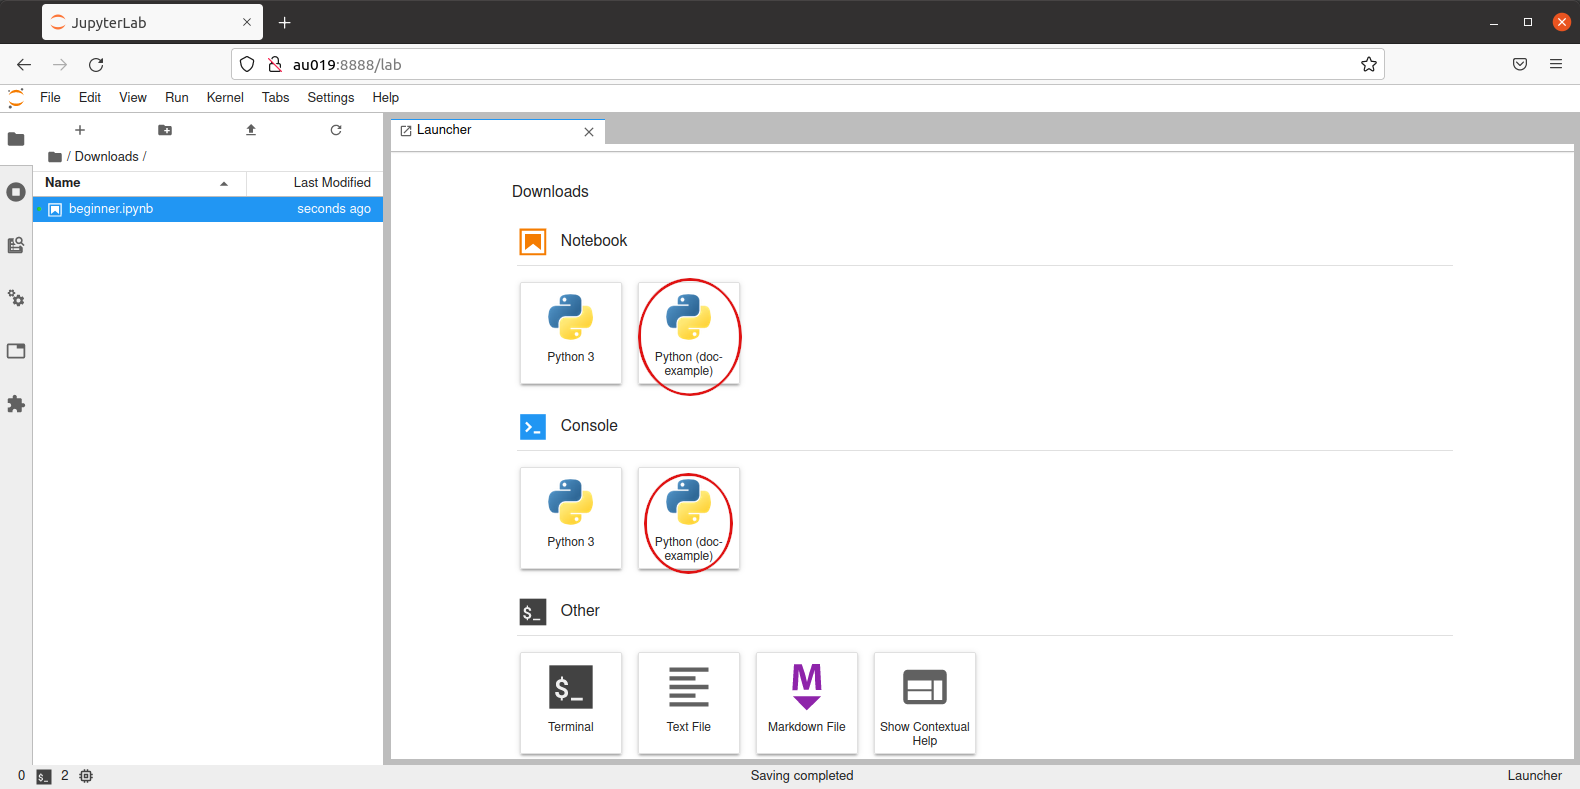 JupyterLab
au019:8888/lab
File Edit View Run Kernel Tabs Settings Help
/ Downloads /
Name Last Modified
beginner.ipynb seconds ago
Launcher
Downloads
Notebook
Python 3
Python (doc-
example)
Console
Python 3
Python (doc-
example)
$_ Other
$_
Terminal
Text File
M
Markdown File
Show Contextual
Help
0 $_ 2 Saving completed Launcher